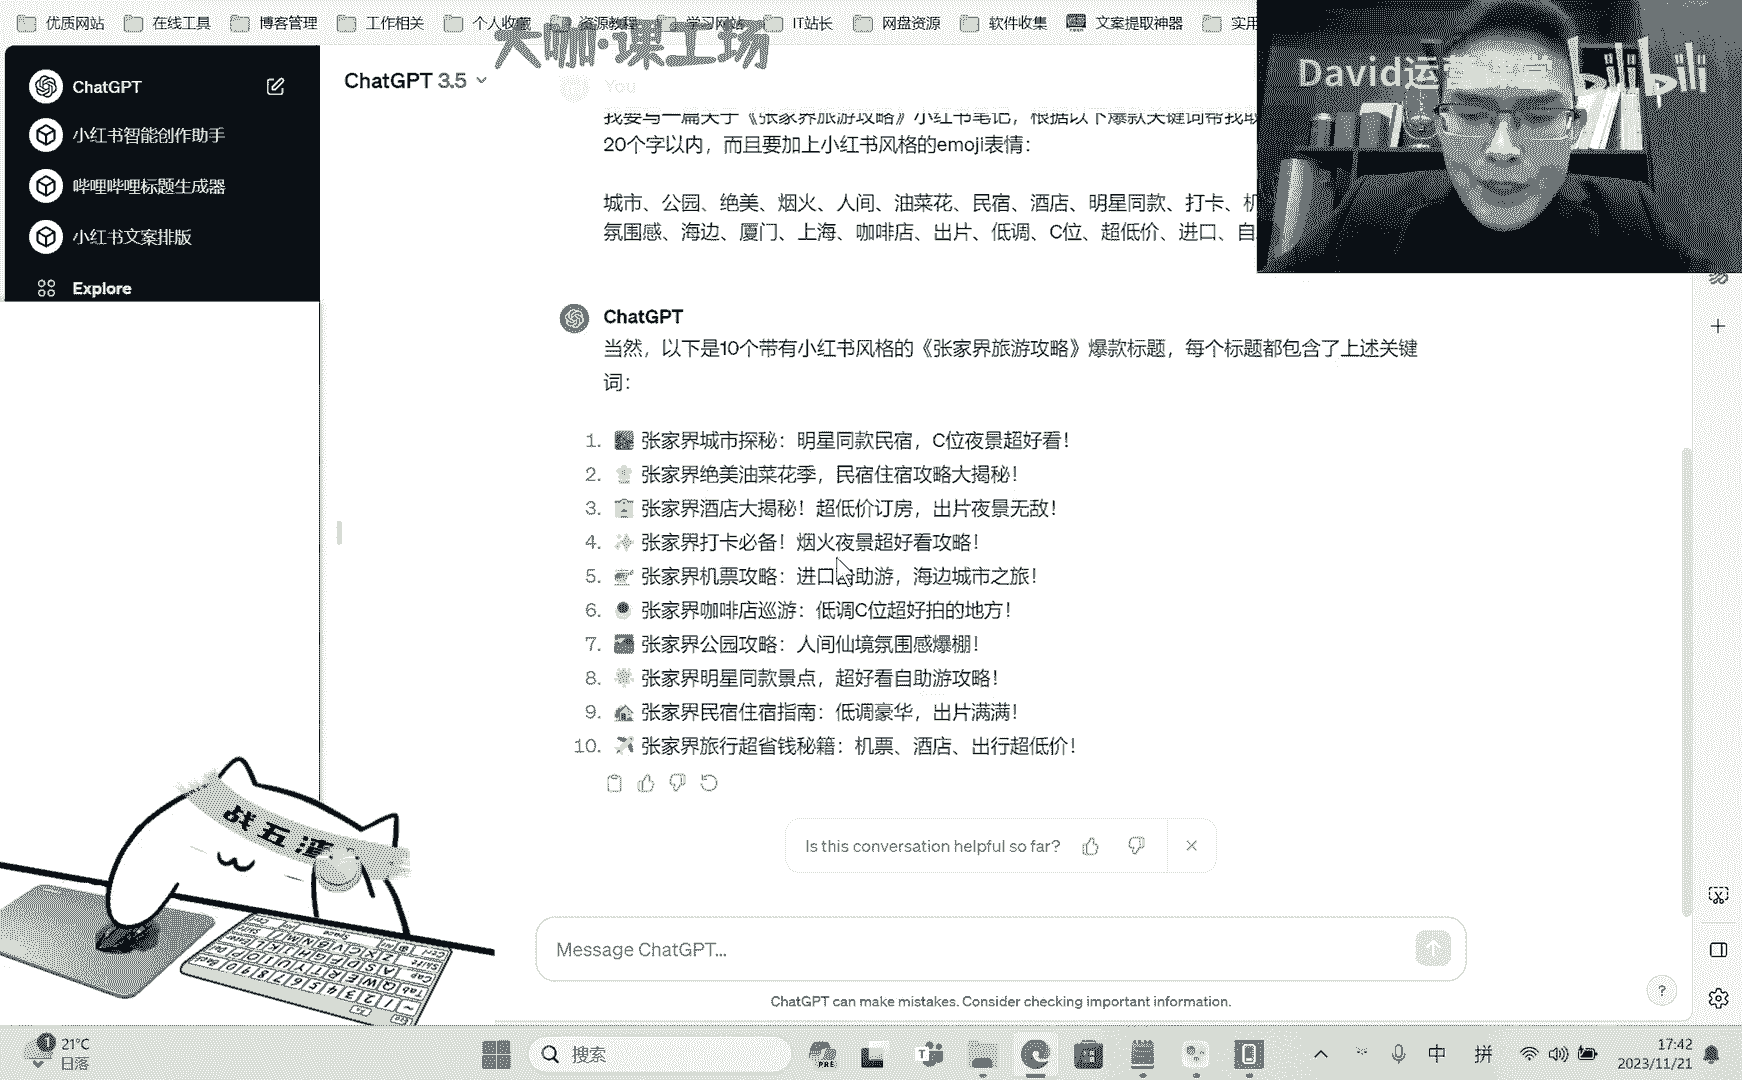 优质网站 在线工具 博客管理 工作相关 个人收藏 资源教程 学习网站 IT站长 网盘资源 软件收集 文案提取神器 实用
大咖·课工场
David运营课堂 bilibili
ChatGPT
小红书智能创作助手
哔哩哔哩标题生成器
小红书文案排版
Explore
ChatGPT 3.5
You
我要写一篇关于《张家界旅游攻略》小红书笔记，根据以下爆款关键词帮我取
20个字以内，而且要加上小红书风格的emoji表情：
城市、公园、绝美、烟火、人间、油菜花、民宿、酒店、明星同款、打卡、机
氛围感、海边、厦门、上海、咖啡店、出片、低调、C位、超低价、进口、自
ChatGPT
当然，以下是10个带有小红书风格的《张家界旅游攻略》爆款标题，每个标题都包含了上述关键
词：
1. 张家界城市探秘：明星同款民宿，C位夜景超好看！
2. 张家界绝美油菜花季，民宿住宿攻略大揭秘！
3. 张家界酒店大揭秘！超低价订房，出片夜景无敌！
4. 张家界打卡必备！烟火夜景超好看攻略！
5. 张家界机票攻略：进口自助游，海边城市之旅！
6. 张家界咖啡店巡游：低调C位超好拍的地方！
7. 张家界公园攻略：人间仙境氛围感爆棚！
8. 张家界明星同款景点，超好看自助游攻略！
9. 张家界民宿住宿指南：低调豪华，出片满满！
10. 张家界旅行超省钱秘籍：机票、酒店、出行超低价！
Is this conversation helpful so far?
战五渣
Message ChatGPT...
ChatGPT can make mistakes. Consider checking important information.
?
1 21°C
日落
搜索
PRE
中 拼
17:42
2023/11/21